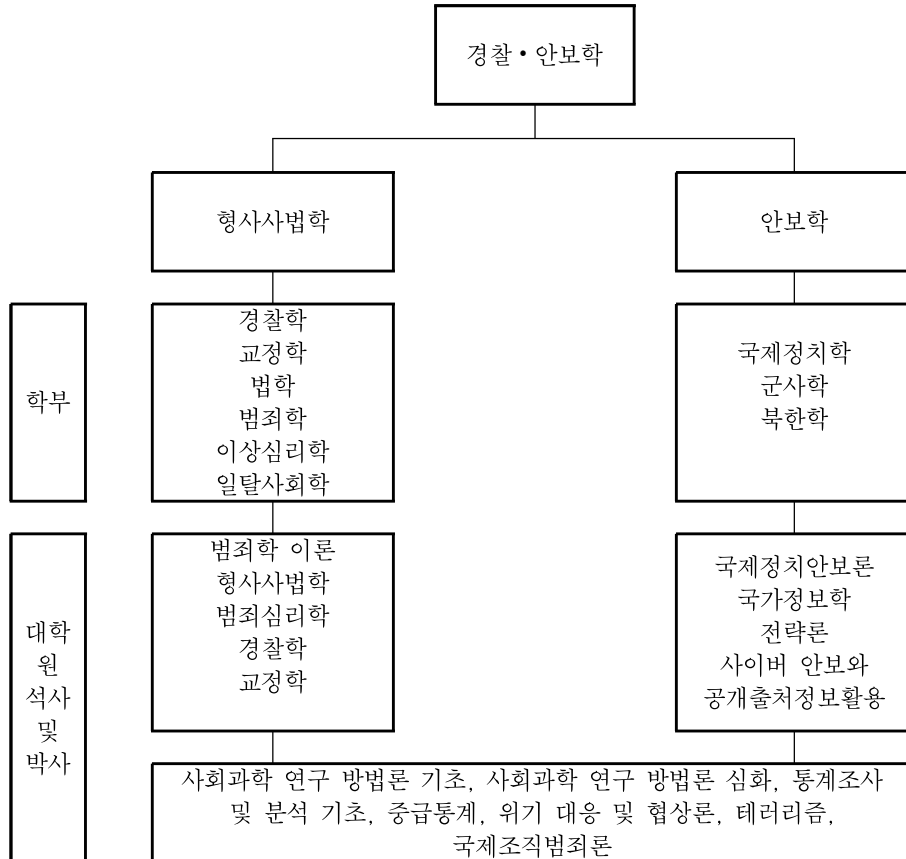 경찰・안보학
형사사법학
안보학
학부
경찰학
교정학
법학
범죄학
이상심리학
일탈사회학
국제정치학
군사학
북한학
대학
원
석사
및
박사
범죄학 이론
형사사법학
범죄심리학
경찰학
교정학
국제정치안보론
국가정보학
전략론
사이버 안보와
공개출처정보활용
사회과학 연구 방법론 기초, 사회과학 연구 방법론 심화, 통계조사
및 분석 기초, 중급통계, 위기 대응 및 협상론, 테러리즘,
국제조직범죄론